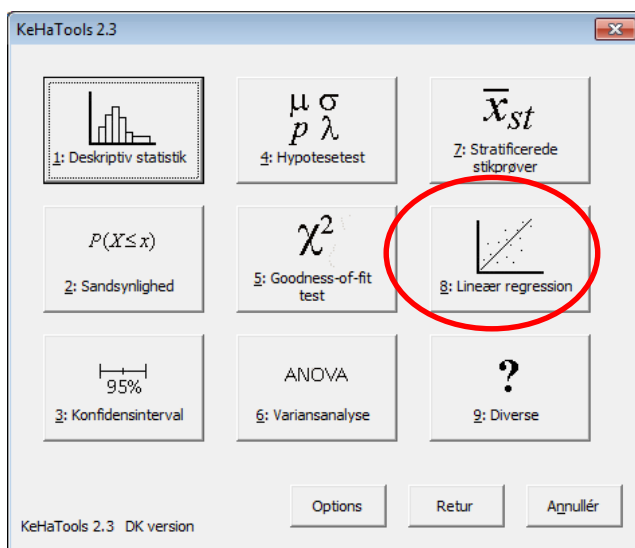 KeHaTools 2.3
1: Deskriptiv statistik
μ σ
p λ
4: Hypotesetest
x̅st
7: Stratificerede
stikprøver
P(X≤x)
2: Sandsynlighed
χ²
5: Goodness-of-fit
test
8: Lineær regression
95%
3: Konfidensinterval
ANOVA
6: Variansanalyse
?
9: Diverse
Options
Retur
Annullér
KeHaTools 2.3 DK version